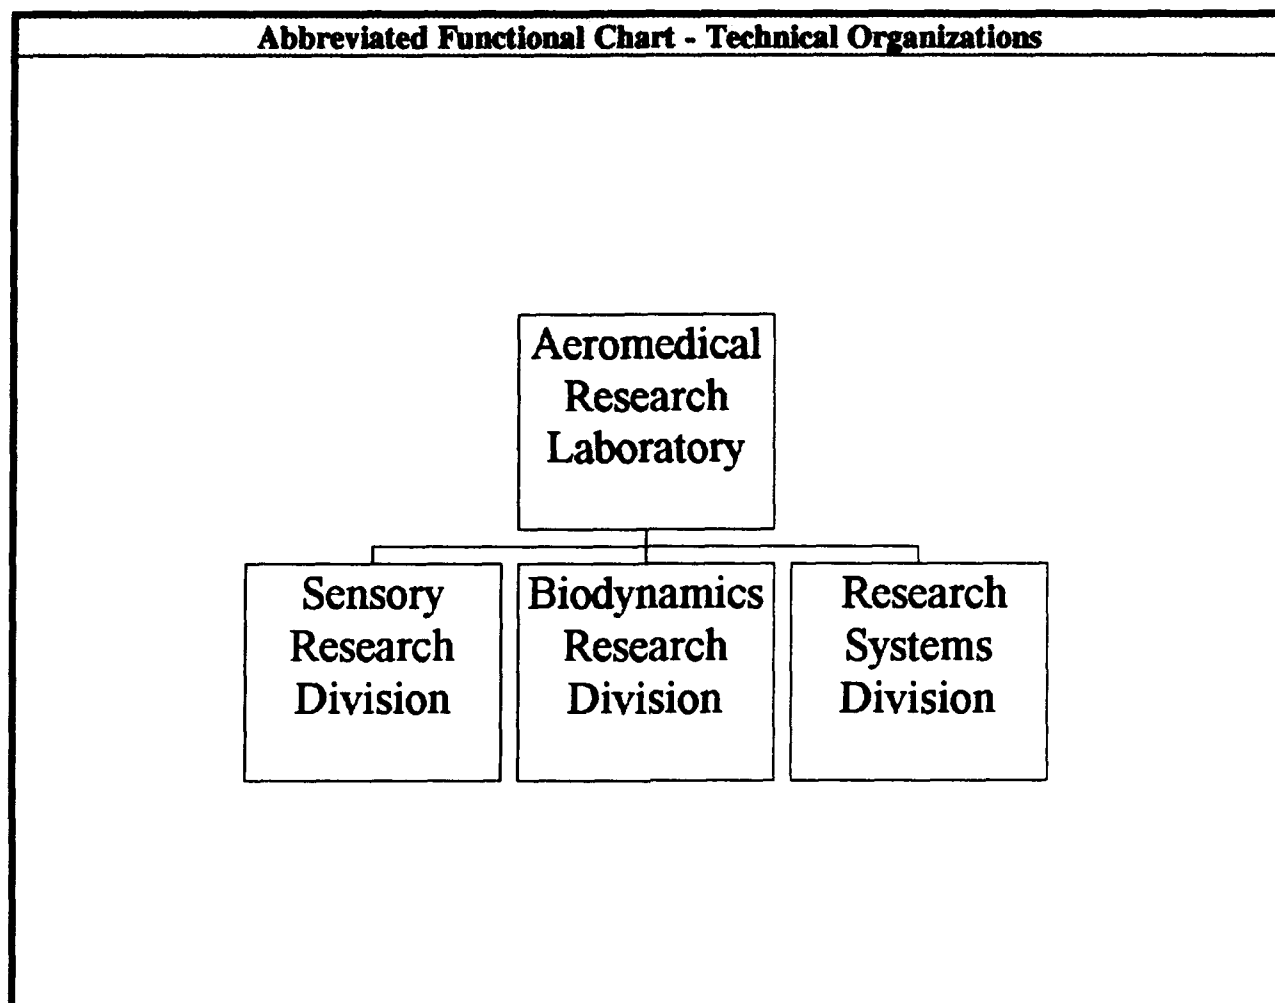 Abbreviated Functional Chart - Technical Organizations
Aeromedical
Research
Laboratory
Sensory
Research
Division
Biodynamics
Research
Division
Research
Systems
Division